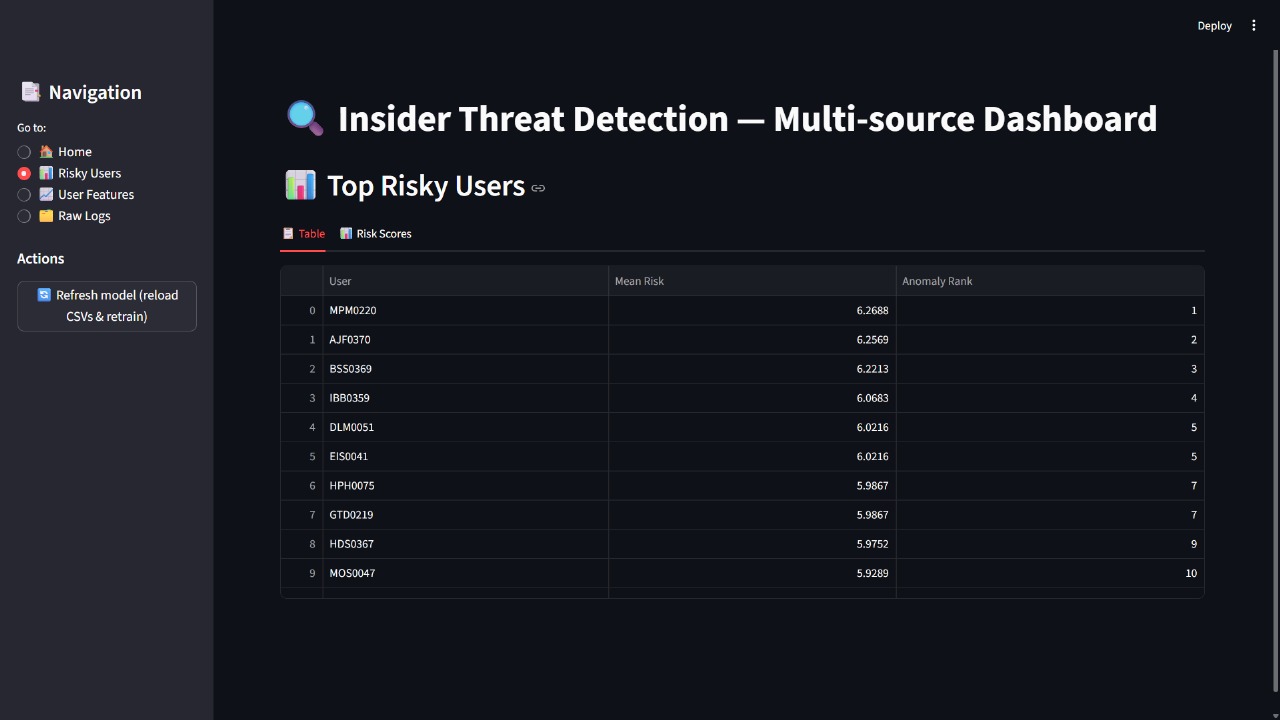 Deploy
Navigation
Go to:
Home
Risky Users
User Features
Raw Logs
Actions
Refresh model (reload
CSVs & retrain)
Insider Threat Detection — Multi-source Dashboard
Top Risky Users
Table Risk Scores
User Mean Risk Anomaly Rank
0 MPM0220 6.2688 1
1 AJF0370 6.2569 2
2 BSS0369 6.2213 3
3 IBB0359 6.0683 4
4 DLM0051 6.0216 5
5 EIS0041 6.0216 5
6 HPH0075 5.9867 7
7 GTD0219 5.9867 7
8 HDS0367 5.9752 9
9 MOS0047 5.9289 10